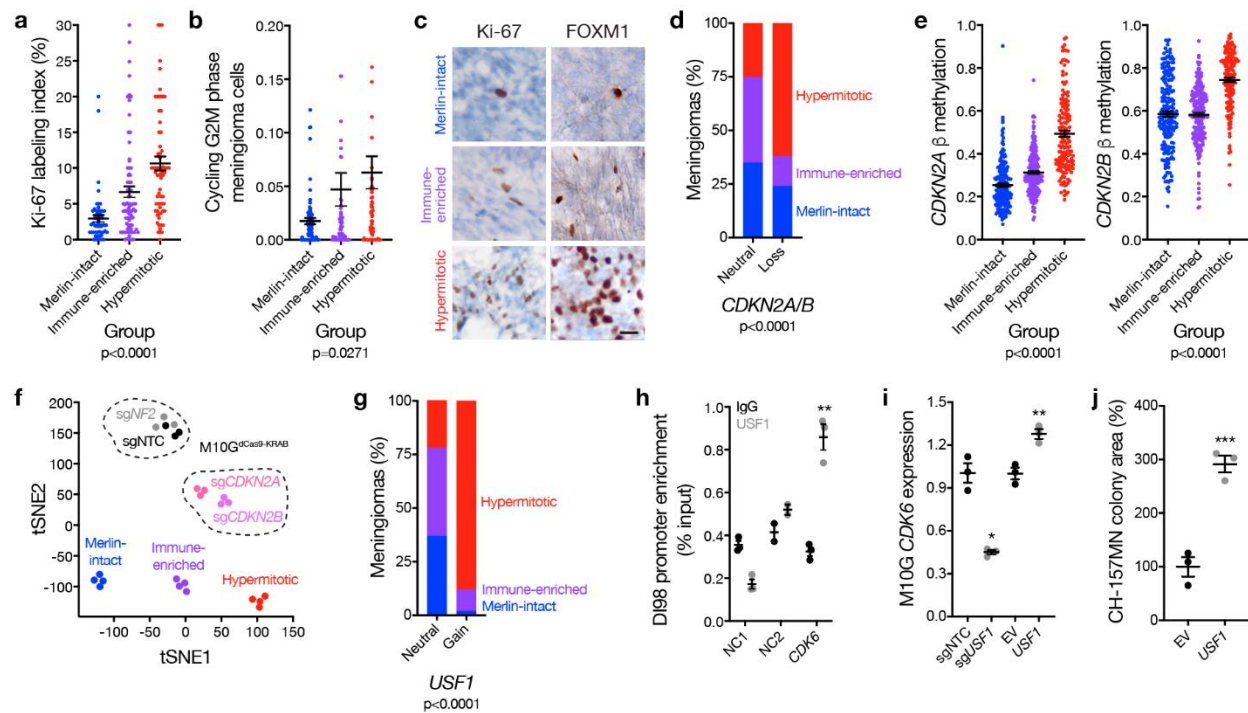 a
Ki-67 labeling index (%)
30
25
20
15
10
5
0
Merlin-intact
Immune-enriched
Hypermitotic
Group
p<0.0001
b
Cycling G2M phase
meningioma cells
0.20
0.15
0.10
0.05
0.00
Merlin-intact
Immune-enriched
Hypermitotic
Group
p=0.0271
c
Ki-67
FOXM1
Merlin-intact
Immune-
enriched
Hypermitotic
d
Meningiomas (%)
100
75
50
25
0
Hypermitotic
Immune-enriched
Merlin-intact
Neutral
Loss
CDKN2A/B
p<0.0001
e
CDKN2A β methylation
1.0
0.8
0.6
0.4
0.2
0.0
Merlin-intact
Immune-enriched
Hypermitotic
Group
p<0.0001
CDKN2B β methylation
1.0
0.8
0.6
0.4
0.2
0.0
Merlin-intact
Immune-enriched
Hypermitotic
Group
p<0.0001
f
tSNE2
200
150
100
50
0
-50
-100
sgNF2
sgNTC
M10GdCas9-KRAB
sgCDKN2A
sgCDKN2B
Merlin-
intact
Immune-
enriched
Hypermitotic
-100
-50
0
50
100
150
tSNE1
g
Meningiomas (%)
100
50
25
0
Hypermitotic
Immune-enriched
Merlin-intact
Neutral
Gain
USF1
p<0.0001
h
DI98 promoter enrichment
(% input)
1.0
0.8
0.6
0.4
0.2
0.0
IgG
USF1
**
NC1
NC2
CDK6
i
M10G CDK6 expression
1.5
1.2
0.9
0.6
0.3
0.0
*
**
sgNTC
sgUSF1
EV
USF1
j
CH-157MN colony area (%)
400
300
200
100
0
***
EV
USF1